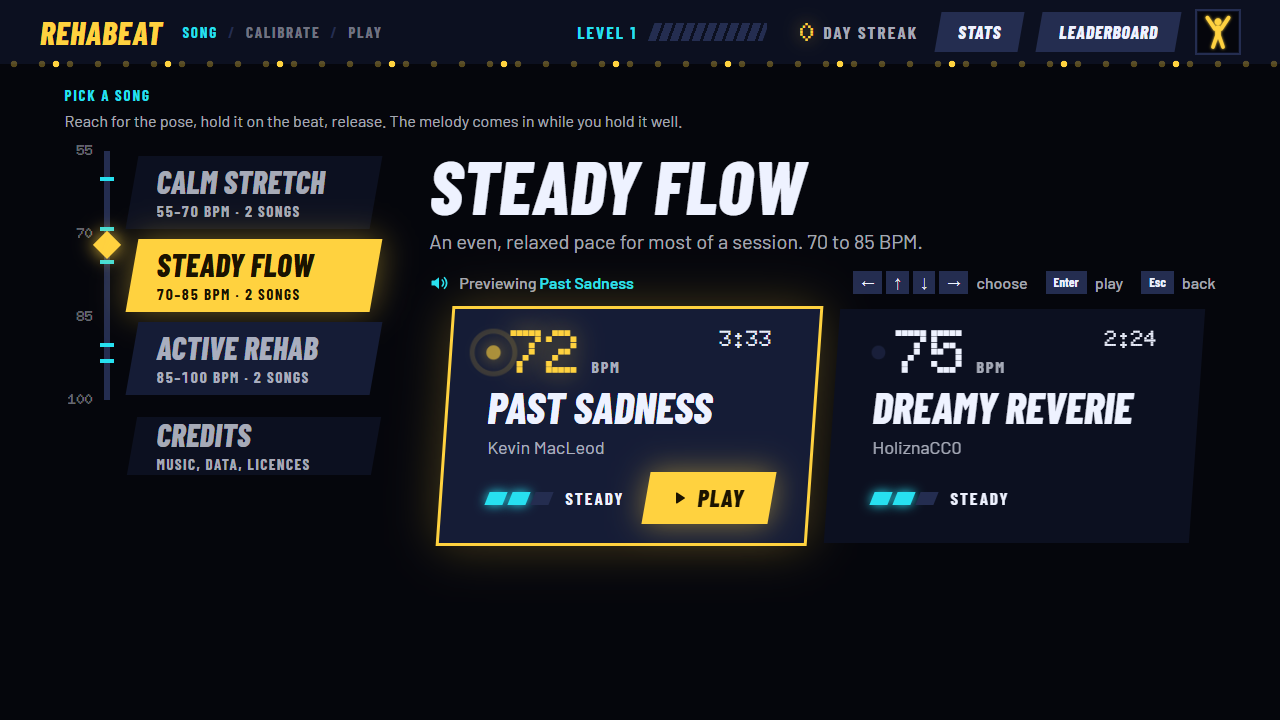 REHABEAT
SONG / CALIBRATE / PLAY
LEVEL 1
0 DAY STREAK
STATS
LEADERBOARD
PICK A SONG
Reach for the pose, hold it on the beat, release. The melody comes in while you hold it well.
55
70
85
100
CALM STRETCH
55–70 BPM · 2 SONGS
STEADY FLOW
70–85 BPM · 2 SONGS
ACTIVE REHAB
85–100 BPM · 2 SONGS
CREDITS
MUSIC, DATA, LICENCES
STEADY FLOW
An even, relaxed pace for most of a session. 70 to 85 BPM.
Previewing Past Sadness
← ↑ ↓ → choose Enter play Esc back
72 BPM 3:33
PAST SADNESS
Kevin MacLeod
STEADY
PLAY
75 BPM 2:24
DREAMY REVERIE
HoliznaCC0
STEADY